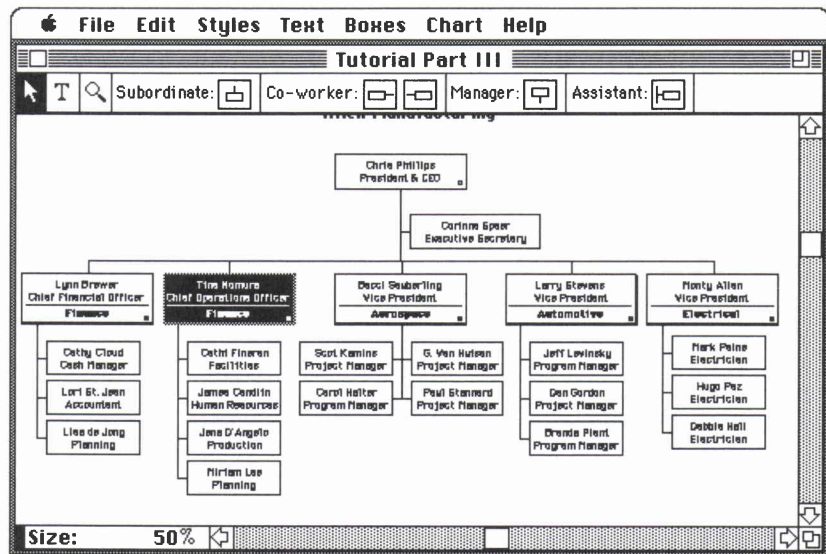 File Edit Styles Text Boxes Chart Help
Tutorial Part III
T Subordinate: Co-worker: Manager: Assistant:
Manufacturing
Chris Phillips
President & CEO
Corinne Speer
Executive Secretary
Lynn Brewer
Chief Financial Officer
Finance
Tina Nomura
Chief Operations Officer
Finance
Bacci Sauberling
Vice President
Aerospace
Larry Stevens
Vice President
Automotive
Monty Allen
Vice President
Electrical
Cathy Cloud
Cash Manager
Lori St. Jean
Accountant
Lisa de Jong
Planning
Cathi Fineran
Facilities
James Candlin
Human Resources
Jena D'Angelo
Production
Miriam Lee
Planning
Scot Kamins
Project Manager
Carol Halter
Program Manager
G. Van Hulsen
Project Manager
Paul Stannard
Project Manager
Jeff Levinsky
Program Manager
Dan Gordon
Project Manager
Brenda Plant
Program Manager
Mark Paine
Electrician
Hugo Paz
Electrician
Debbie Hall
Electrician
Size: 50%